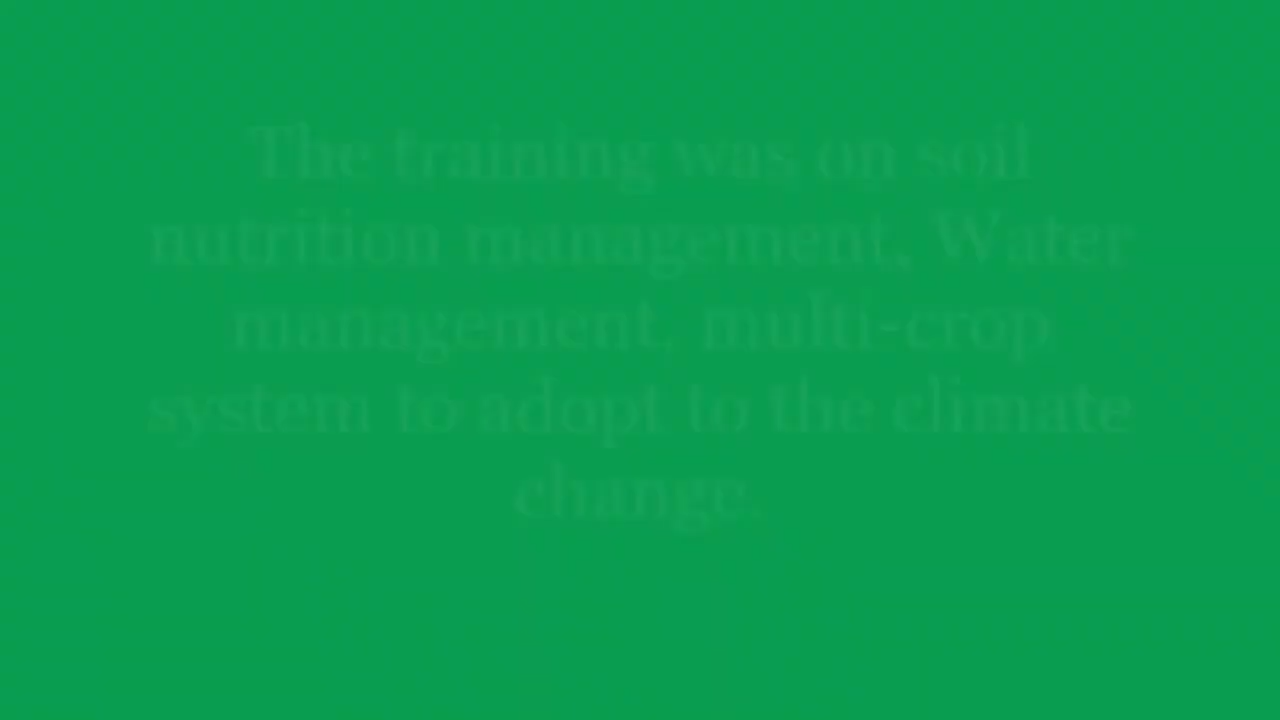 The training was on soil
nutrition management, Water
management, multi-crop
system to adopt to the climate
change.